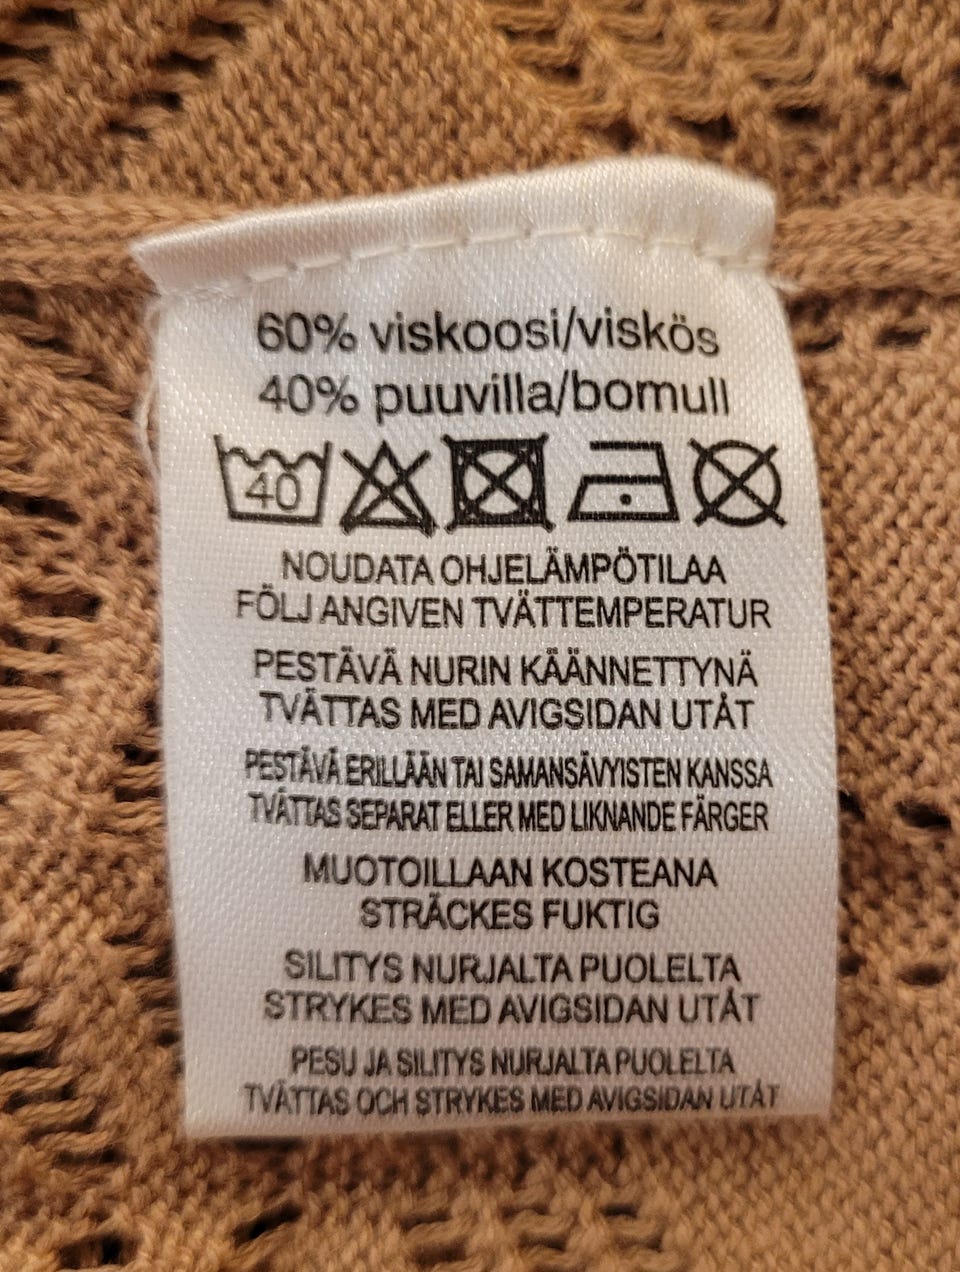 60% viskoosi/viskös
40% puuvilla/bomull
40
NOUDATA OHJELÄMPÖTILAA
FÖLJ ANGIVEN TVÄTTEMPERATUR
PESTÄVÄ NURIN KÄÄNNETTYNÄ
TVÄTTAS MED AVIGSIDAN UTÅT
PESTÄVÄ ERILLÄÄN TAI SAMANSÄVYISTEN KANSSA
TVÄTTAS SEPARAT ELLER MED LIKNANDE FÄRGER
MUOTOILLAAN KOSTEANA
STRÄCKES FUKTIG
SILITYS NURJALTA PUOLELTA
STRYKES MED AVIGSIDAN UTÅT
PESU JA SILITYS NURJALTA PUOLELTA
TVÄTTAS OCH STRYKES MED AVIGSIDAN UTÅT